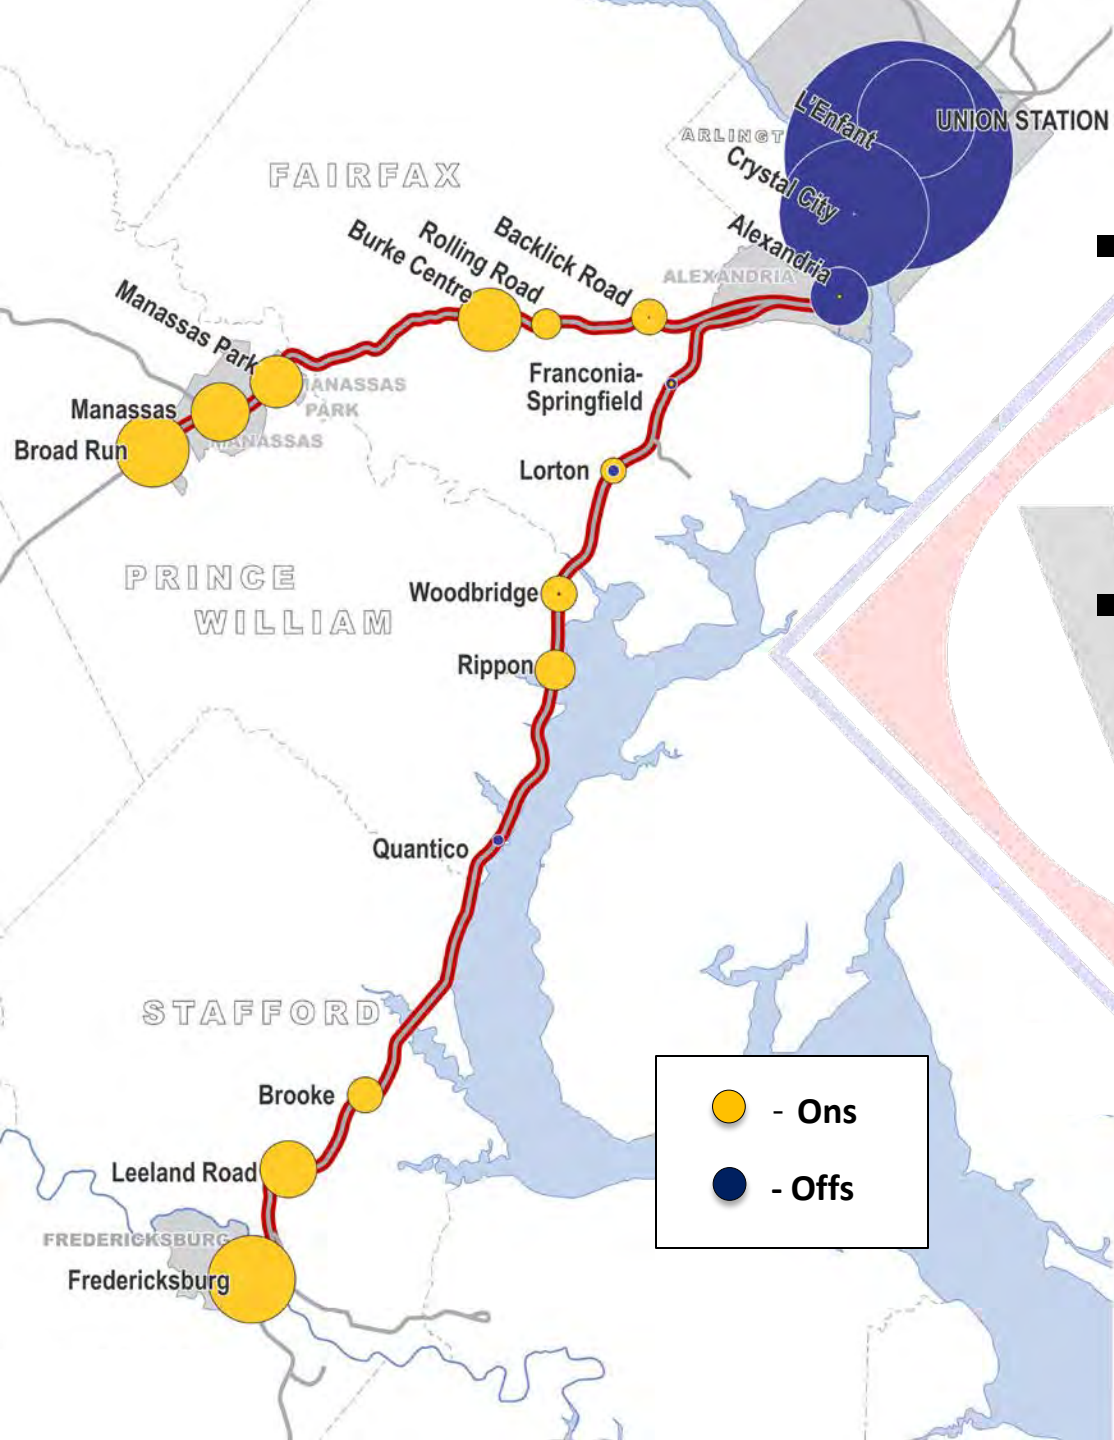 L'Enfant
UNION STATION
ARLINGT
Crystal City
FAIRFAX
Alexandria
Backlick Road
Rolling Road
Burke Centre
ALEXANDRIA
Manassas Park
Franconia-
Springfield
MANASSAS
PARK
Manassas
MANASSAS
Broad Run
Lorton
PRINCE
WILLIAM
Woodbridge
Rippon
Quantico
STAFFORD
Brooke
- Ons
Leeland Road
- Offs
FREDERICKSBURG
Fredericksburg